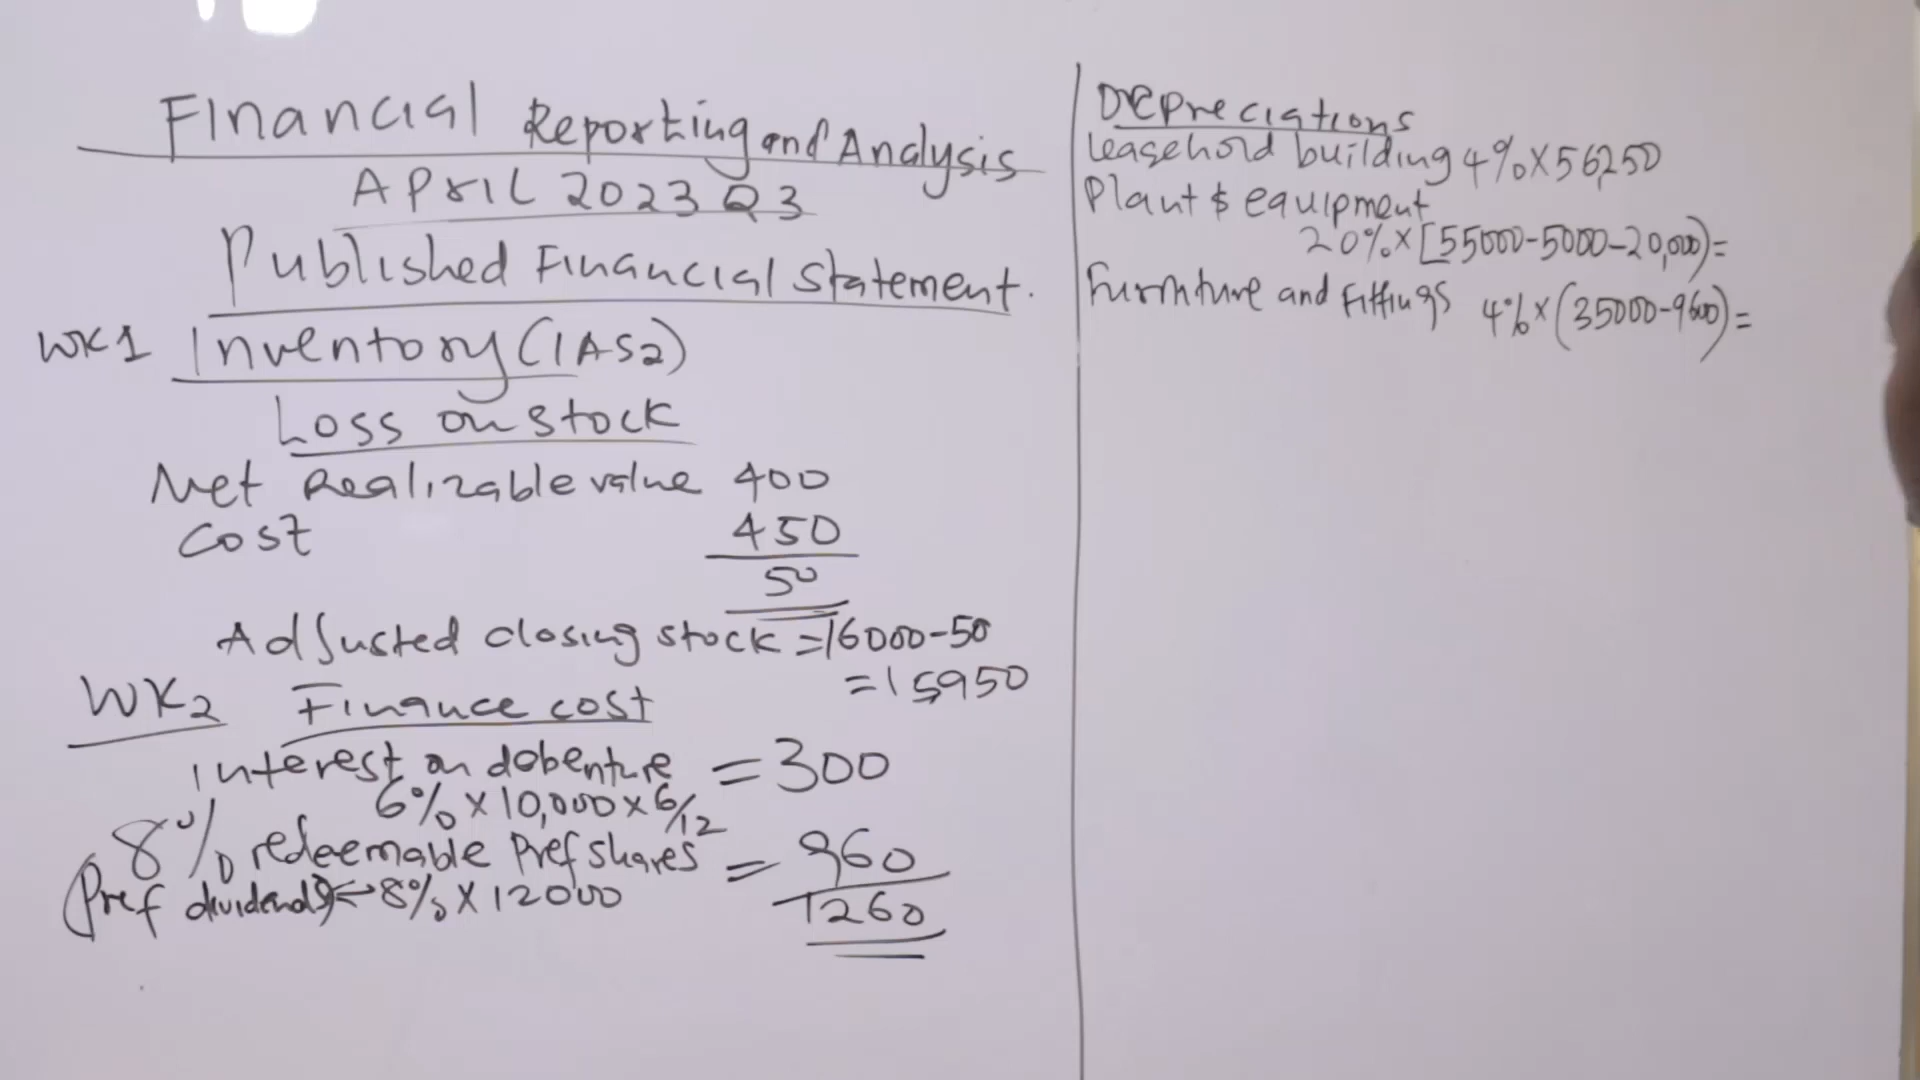 Financial Reporting and Analysis
APRIL 2023 Q3
Published Financial Statement.
WK1 Inventory (IAS2)
Loss on stock
Net Realizable value 400
Cost 450
50
Adjusted closing stock = 16000-50
= 15950
WK2 Finance cost
interest on debenture = 300
6% x 10,000 x 6/12
8% redeemable Pref shares = 960
(Pref dividend) 8% X 12000
1260
Depreciations
Leasehold building 4% X 56,250
Plant $ equipment
20% x [55000-5000-20,000) =
Furniture and Fittings 4% x (35000-9600) =